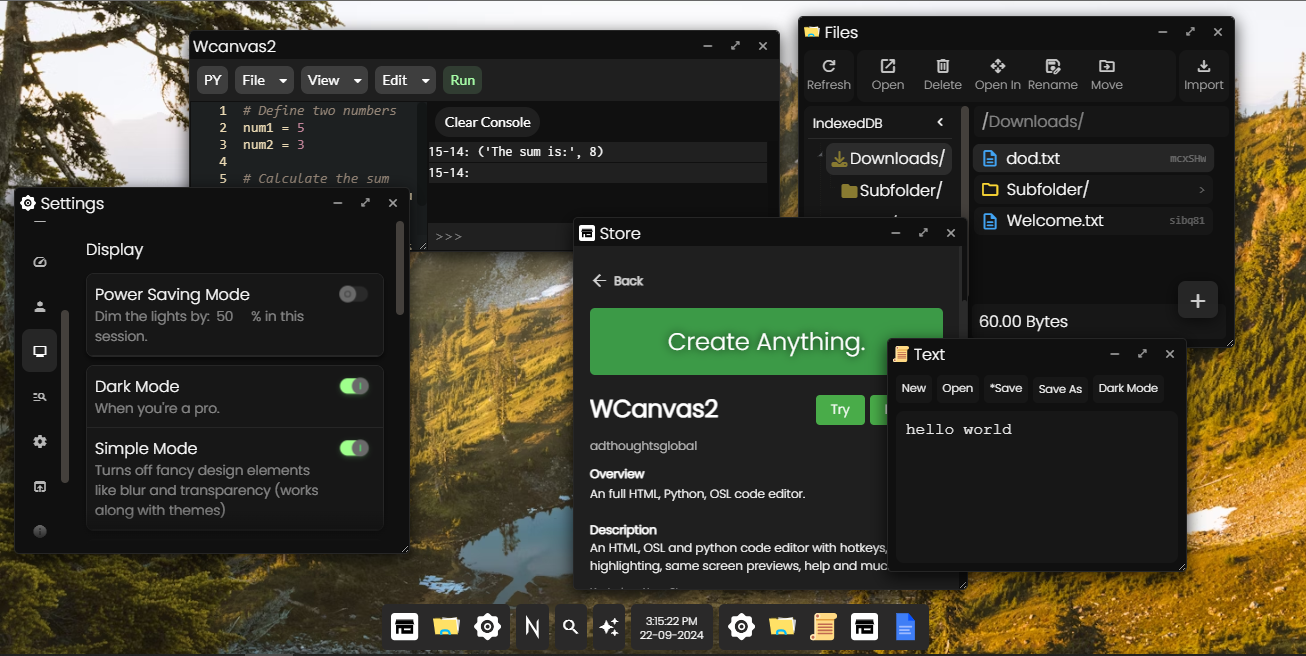 Wcanvas2
PY File View Edit Run
1 # Define two numbers
2 num1 = 5
3 num2 = 3
4
5 # Calculate the sum
Clear Console
15-14: ('The sum is:', 8)
15-14:
>>>
Files
Refresh Open Delete Open In Rename Move Import
IndexedDB
Downloads/
Subfolder/
/Downloads/
dod.txt mcxSHw
Subfolder/
Welcome.txt sibq81
60.00 Bytes
Settings
Display
Power Saving Mode
Dim the lights by: 50 % in this
session.
Dark Mode
When you're a pro.
Simple Mode
Turns off fancy design elements
like blur and transparency (works
along with themes)
Store
Back
Create Anything.
WCanvas2
Try
adthoughtsglobal
Overview
An full HTML, Python, OSL code editor.
Description
An HTML, OSL and python code editor with hotkeys,
highlighting, same screen previews, help and muc
Text
New Open *Save Save As Dark Mode
hello world
N
3:15:22 PM
22-09-2024